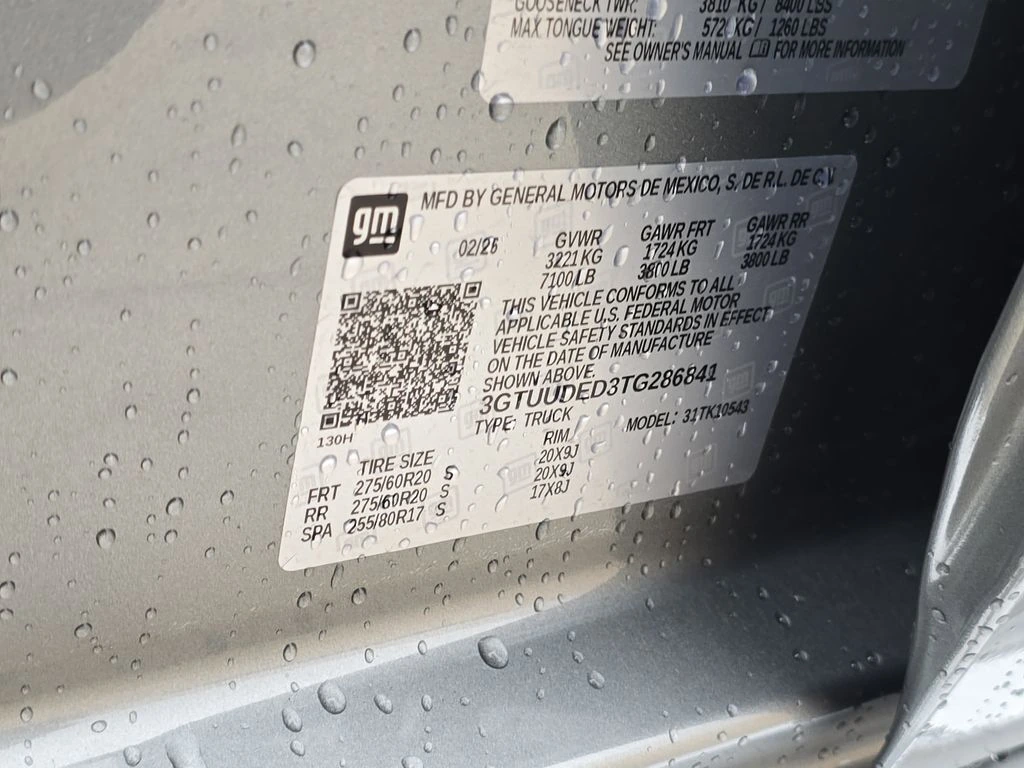 GOOSENECK TWR: 3810 KG / 8400 LBS
MAX TONGUE WEIGHT: 572 KG / 1260 LBS
SEE OWNER'S MANUAL FOR MORE INFORMATION
gm
MFD BY GENERAL MOTORS DE MEXICO, S. DE R.L. DE C.V
02/26 GVWR GAWR FRT GAWR RR
3221 KG 1724 KG 1724 KG
7100 LB 3800 LB 3800 LB
THIS VEHICLE CONFORMS TO ALL
APPLICABLE U.S. FEDERAL MOTOR
VEHICLE SAFETY STANDARDS IN EFFECT
ON THE DATE OF MANUFACTURE
SHOWN ABOVE.
3GTUUDED3TG286841
TYPE: TRUCK MODEL: 31TK10543
130H
TIRE SIZE RIM
FRT 275/60R20 S 20X9J
RR 275/60R20 S 20X9J
SPA 255/80R17 S 17X8J